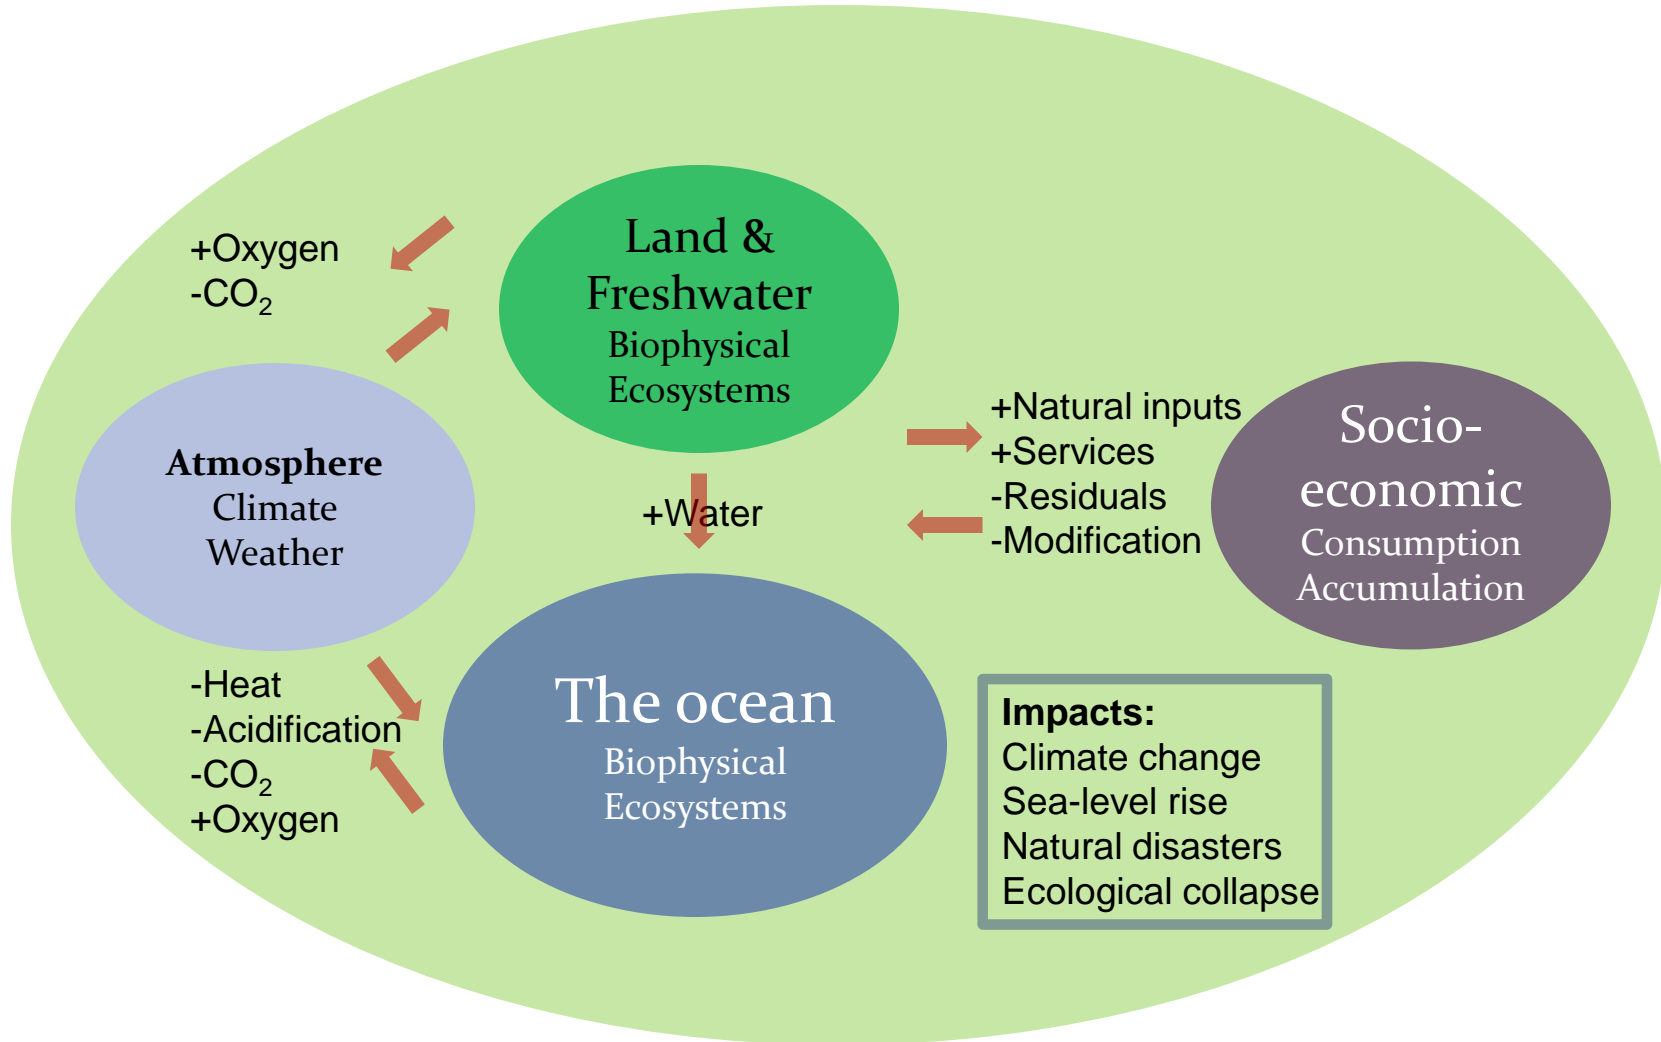 Land &
Freshwater
Biophysical
Ecosystems
+Oxygen
-CO₂
Atmosphere
Climate
Weather
+Natural inputs
+Services
-Residuals
-Modification
Socio-
economic
Consumption
Accumulation
+Water
-Heat
-Acidification
-CO₂
+Oxygen
The ocean
Biophysical
Ecosystems
Impacts:
Climate change
Sea-level rise
Natural disasters
Ecological collapse